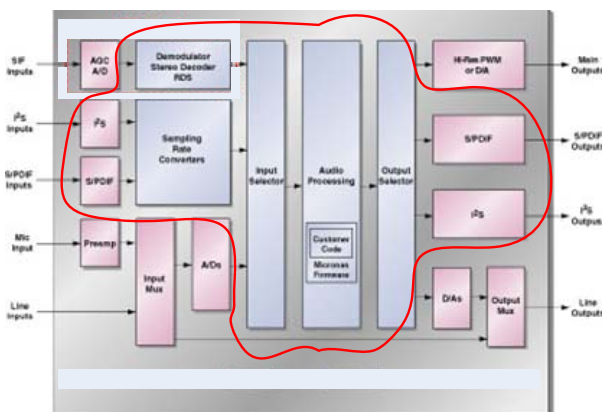 SIF
Inputs
AGC
A/D
Demodulator
Stereo Decoder
RDS
Hi-Res PWM
or D/A
Main
Outputs
I²S
Inputs
I²S
Sampling
Rate
Converters
S/PDIF
S/PDIF
Outputs
S/PDIF
Inputs
S/PDIF
Input
Selector
Audio
Processing
Output
Selector
I²S
I²S
Outputs
Mic
Input
Preamp
Input
Mux
A/Ds
Customer
Code
Micronas
Firmware
Line
Inputs
D/As
Output
Mux
Line
Outputs